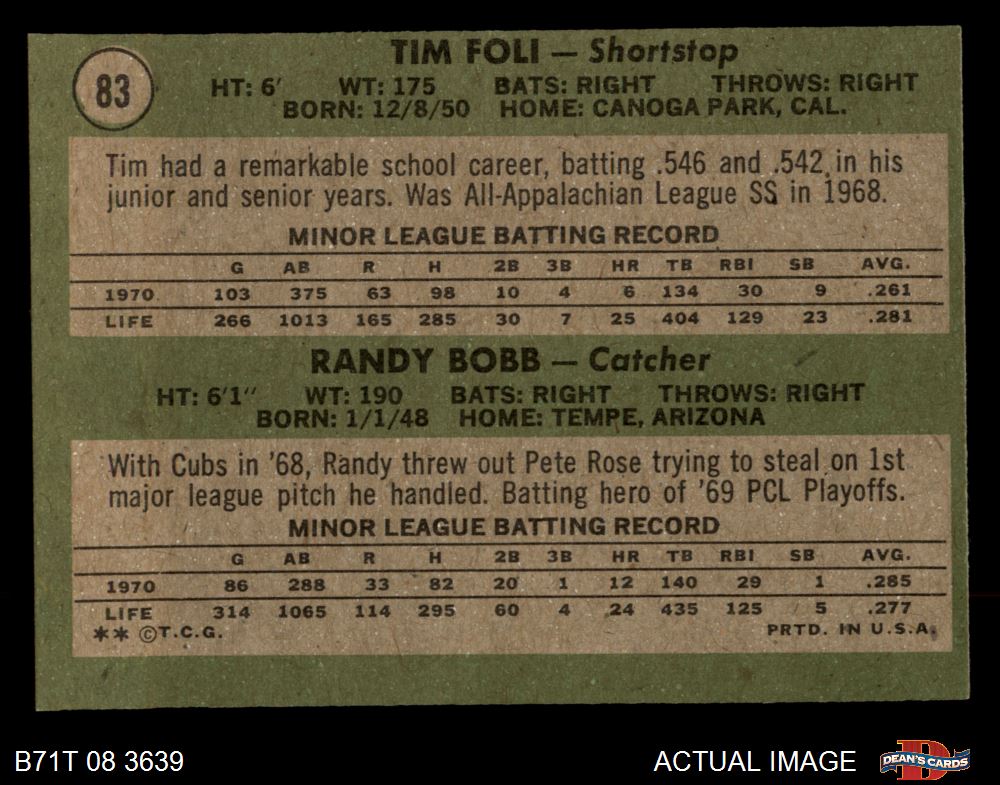 83
TIM FOLI — Shortstop
HT: 6' WT: 175 BATS: RIGHT THROWS: RIGHT
BORN: 12/8/50 HOME: CANOGA PARK, CAL.
Tim had a remarkable school career, batting .546 and .542 in his
junior and senior years. Was All-Appalachian League SS in 1968.
MINOR LEAGUE BATTING RECORD
G AB R H 2B 3B HR TB RBI SB AVG.
1970 103 375 63 98 10 4 6 134 30 9 .261
LIFE 266 1013 165 285 30 7 25 404 129 23 .281
RANDY BOBB — Catcher
HT: 6'1" WT: 190 BATS: RIGHT THROWS: RIGHT
BORN: 1/1/48 HOME: TEMPE, ARIZONA
With Cubs in '68, Randy threw out Pete Rose trying to steal on 1st
major league pitch he handled. Batting hero of '69 PCL Playoffs.
MINOR LEAGUE BATTING RECORD
G AB R H 2B 3B HR TB RBI SB AVG.
1970 86 288 33 82 20 1 12 140 29 1 .285
LIFE 314 1065 114 295 60 4 24 435 125 5 .277
** ©T.C.G. PRTD. IN U.S.A.
B71T 08 3639 ACTUAL IMAGE D DEAN'S CARDS